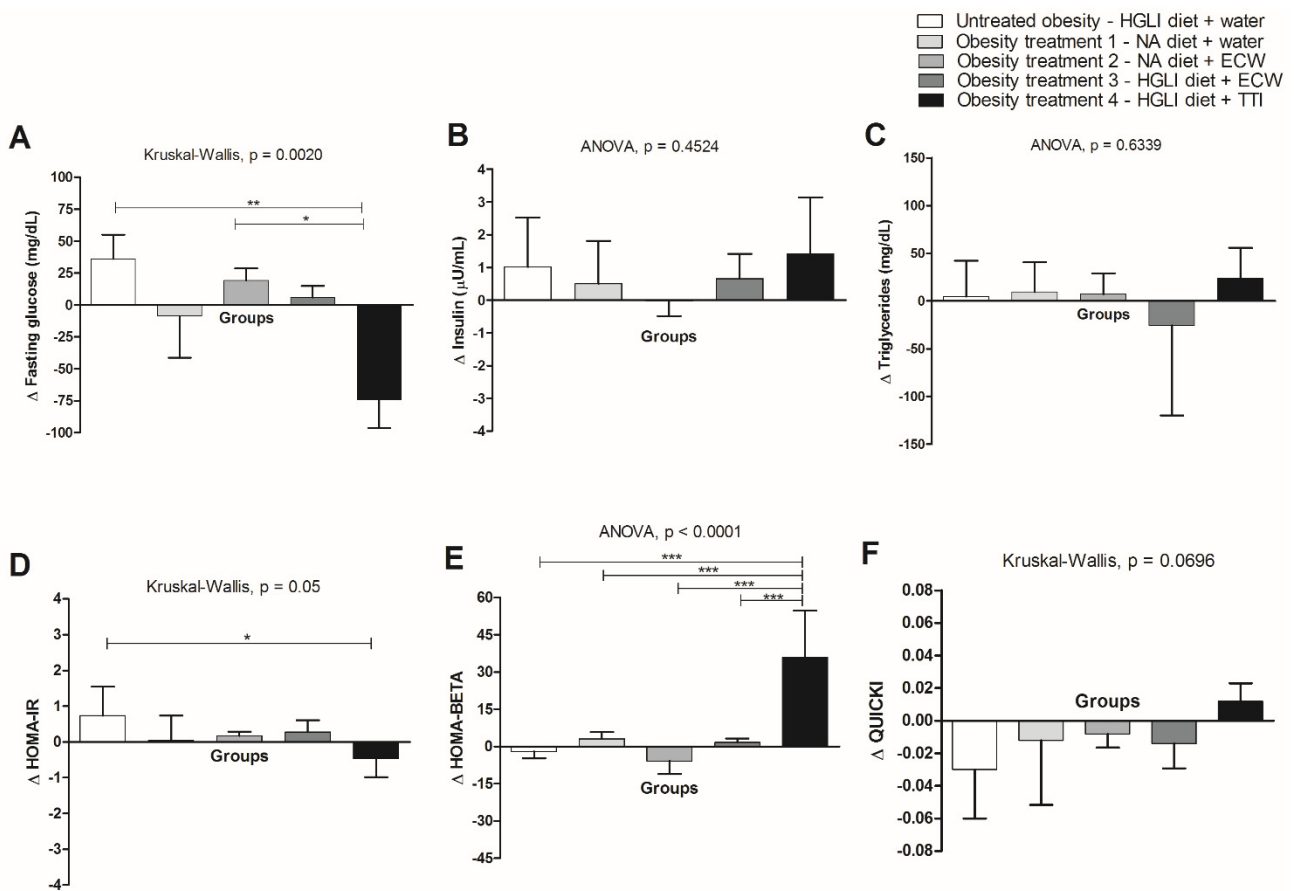 Untreated obesity - HGLI diet + water
Obesity treatment 1 - NA diet + water
Obesity treatment 2 - NA diet + ECW
Obesity treatment 3 - HGLI diet + ECW
Obesity treatment 4 - HGLI diet + TTI
A
Kruskal-Wallis, p = 0.0020
Δ Fasting glucose (mg/dL)
100
75
50
25
0
-25
-50
-75
-100
**
*
Groups
B
ANOVA, p = 0.4524
Δ Insulin (μU/mL)
4
3
2
1
0
-1
-2
-3
-4
Groups
C
ANOVA, p = 0.6339
Δ Triglycerides (mg/dL)
150
100
50
0
-50
-100
-150
Groups
D
Kruskal-Wallis, p = 0.05
Δ HOMA-IR
4
3
2
1
0
-1
-2
-3
-4
*
Groups
E
ANOVA, p < 0.0001
Δ HOMA-BETA
60
45
30
15
0
-15
-30
-45
***
***
***
***
Groups
F
Kruskal-Wallis, p = 0.0696
Δ QUICKI
0.08
0.06
0.04
0.02
0.00
-0.02
-0.04
-0.06
-0.08
Groups